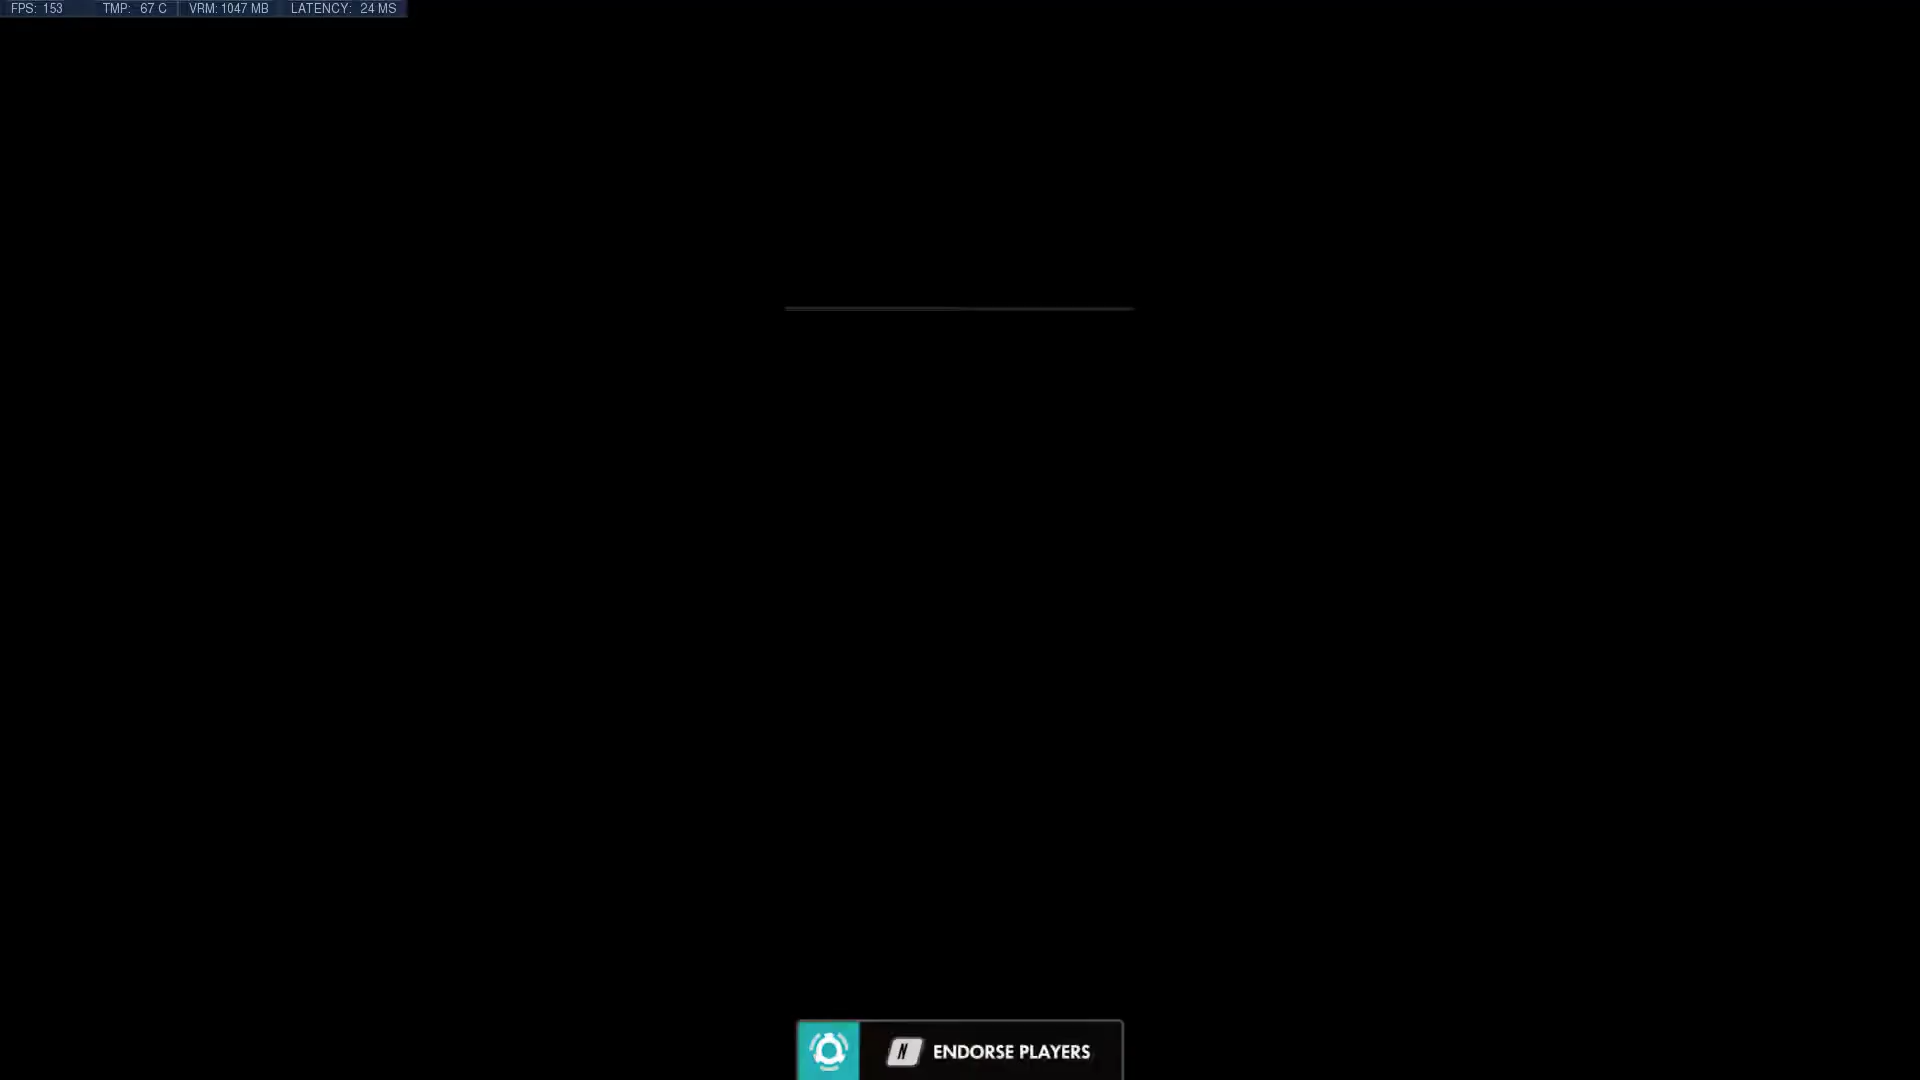 FPS: 153 TMP: 67 C VRM: 1047 MB LATENCY: 24 MS
N ENDORSE PLAYERS